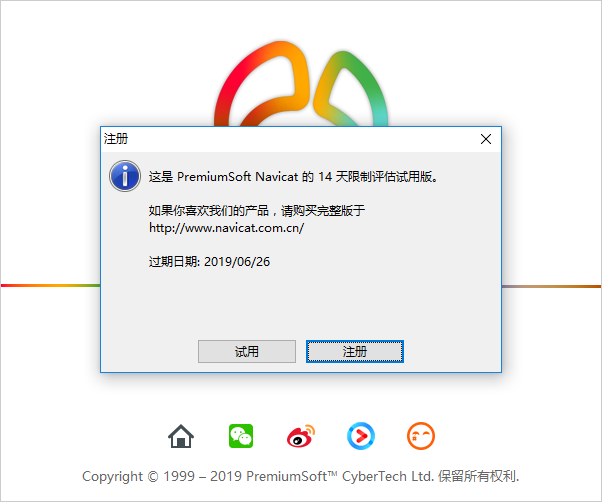 注册
这是 PremiumSoft Navicat 的 14 天限制评估试用版。
如果你喜欢我们的产品，请购买完整版于
http://www.navicat.com.cn/
过期日期: 2019/06/26
试用
注册
Copyright © 1999 – 2019 PremiumSoft™ CyberTech Ltd. 保留所有权利.